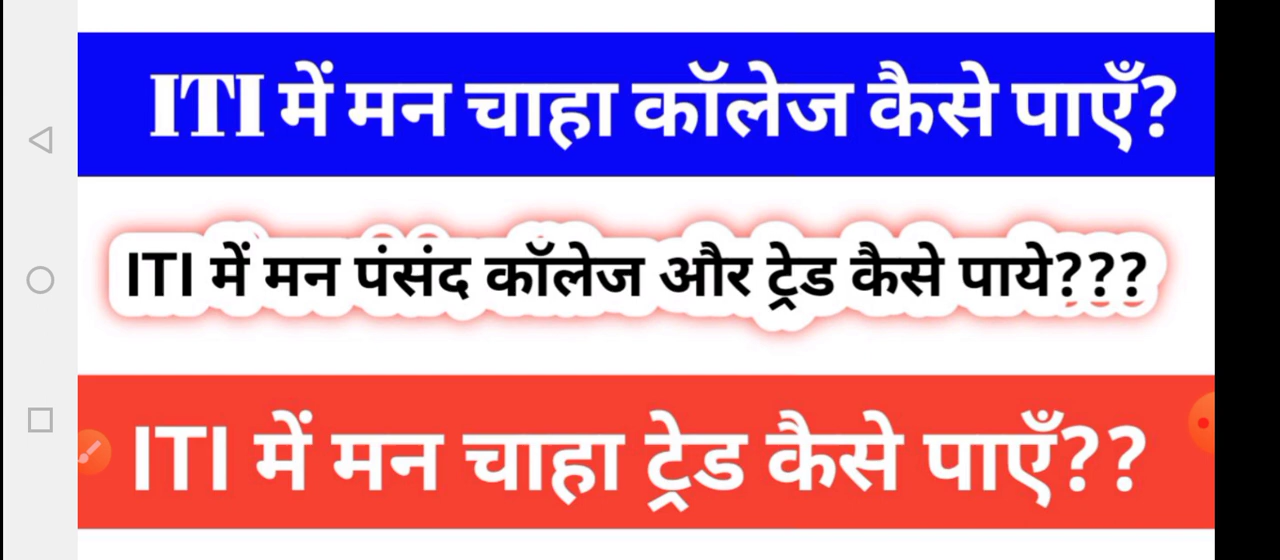 ITI में मन चाहा कॉलेज कैसे पाएँ?
ITI में मन पंसंद कॉलेज और ट्रेड कैसे पाये???
ITI में मन चाहा ट्रेड कैसे पाएँ??